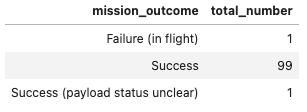 mission_outcome total_number
Failure (in flight) 1
Success 99
Success (payload status unclear) 1